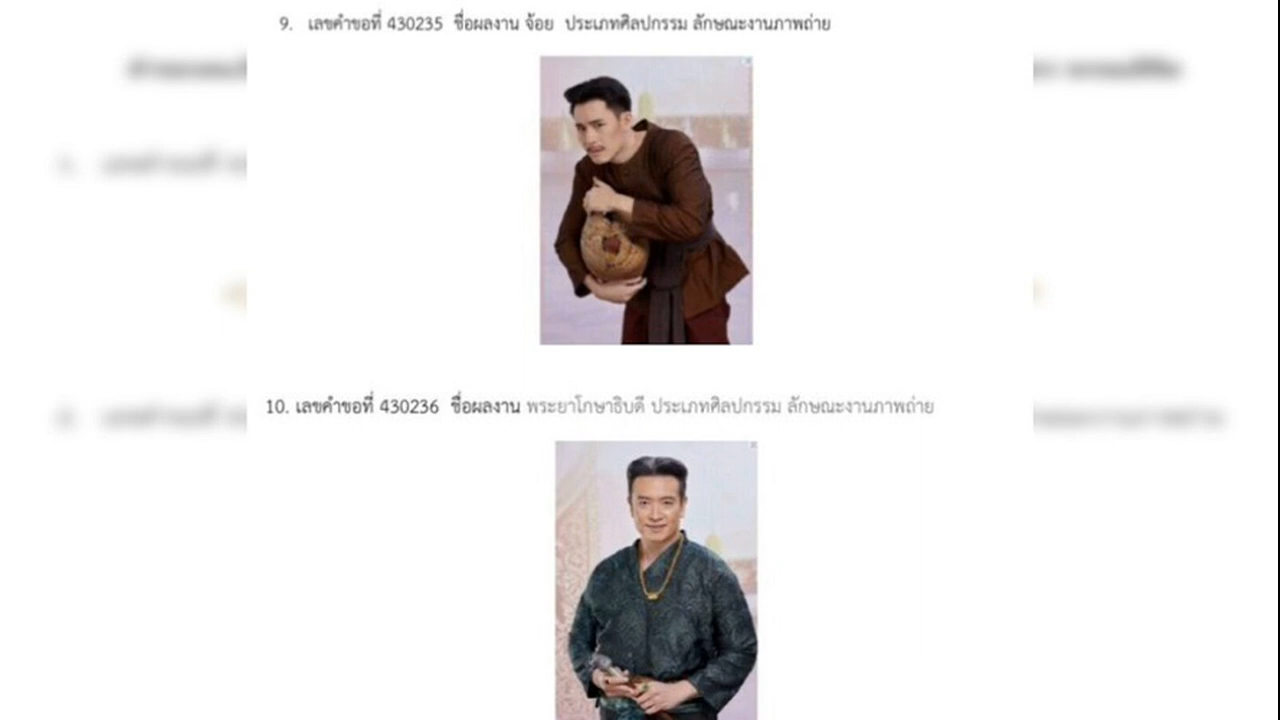 9. เลขคำขอที่ 430235 ชื่อผลงาน จ้อย ประเภทศิลปกรรม ลักษณะงานภาพถ่าย
10. เลขคำขอที่ 430236 ชื่อผลงาน พระยาโกษาธิบดี ประเภทศิลปกรรม ลักษณะงานภาพถ่าย